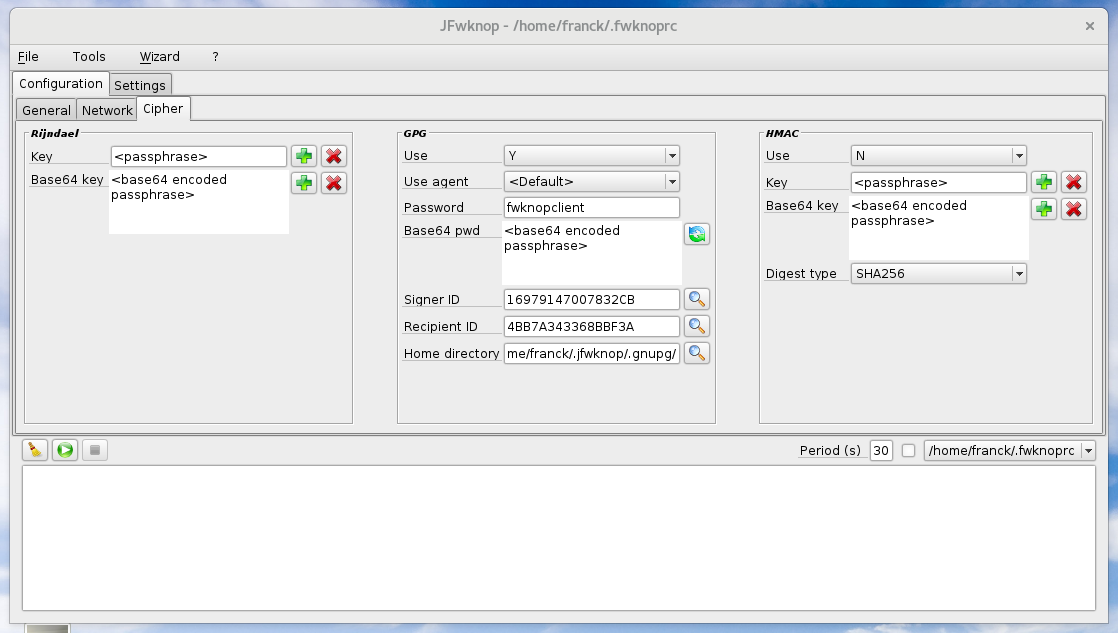 JFwknop - /home/franck/.fwknoprc
File Tools Wizard ?
Configuration Settings
General Network Cipher
Rijndael
Key <passphrase>
Base64 key <base64 encoded
passphrase>
GPG
Use Y
Use agent <Default>
Password fwknopclient
Base64 pwd <base64 encoded
passphrase>
Signer ID 16979147007832CB
Recipient ID 4BB7A343368BBF3A
Home directory me/franck/.jfwknop/.gnupg/
HMAC
Use N
Key <passphrase>
Base64 key <base64 encoded
passphrase>
Digest type SHA256
Period (s) 30 /home/franck/.fwknoprc